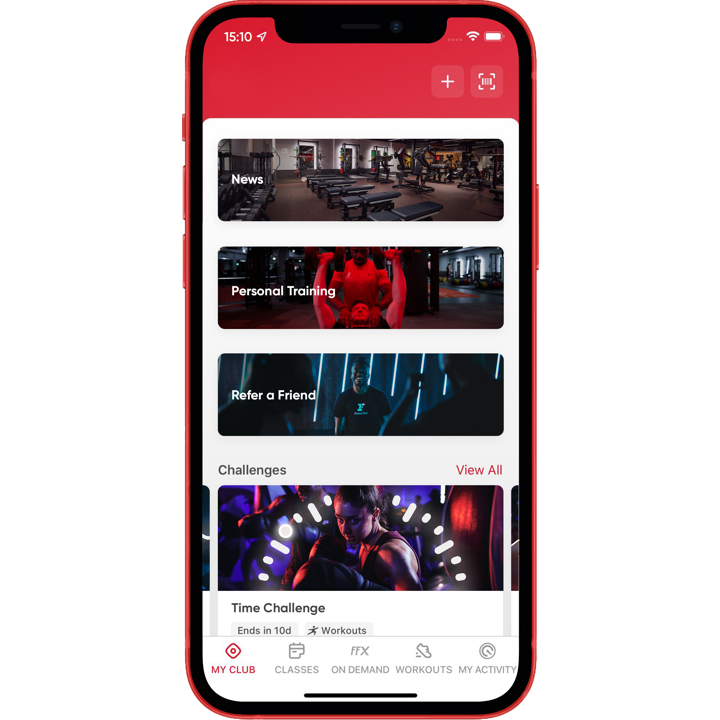 15:10
News
Personal Training
Refer a Friend
Challenges
View All
Time Challenge
Ends in 10d
Workouts
MY CLUB
CLASSES
FFX
ON DEMAND
WORKOUTS
MY ACTIVITY